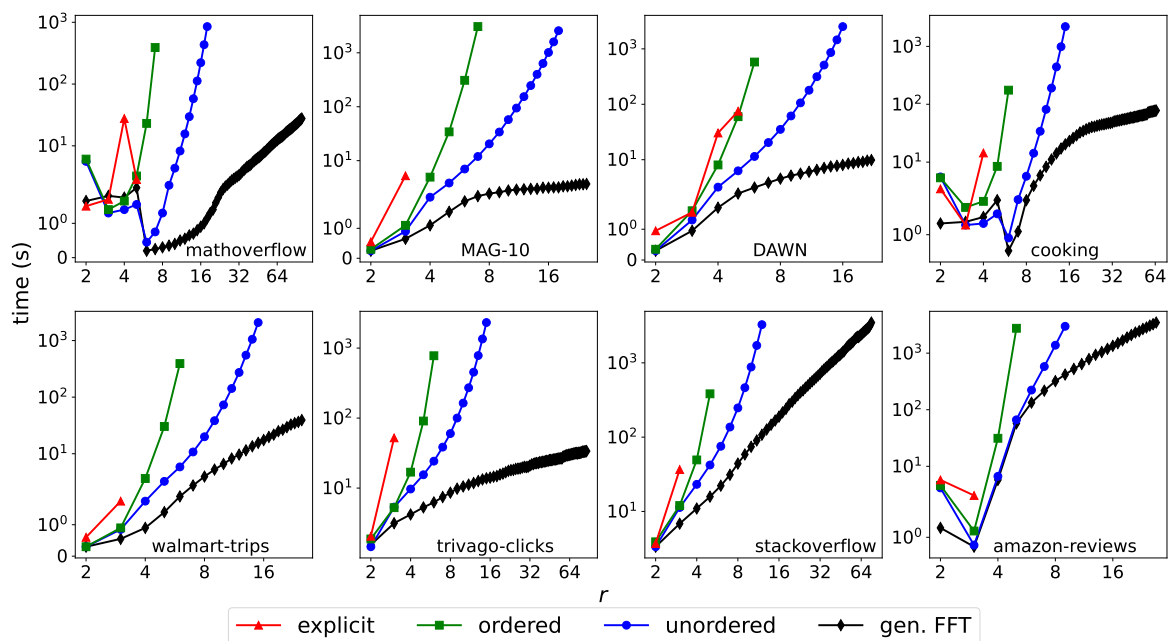 time (s)
10³
10²
10¹
10⁰
0
mathoverflow
2 4 8 16 32 64
10³
10²
10¹
10⁰
0
MAG-10
2 4 8 16
10³
10²
10¹
10⁰
0
DAWN
2 4 8 16
10³
10²
10¹
10⁰
cooking
2 4 8 16 32 64
10³
10²
10¹
10⁰
0
walmart-trips
2 4 8 16
10³
10²
10¹
trivago-clicks
2 4 8 16 32 64
10³
10²
10¹
stackoverflow
2 4 8 16 32 64
10³
10²
10¹
10⁰
amazon-reviews
2 4 8 16
r
explicit ordered unordered gen. FFT